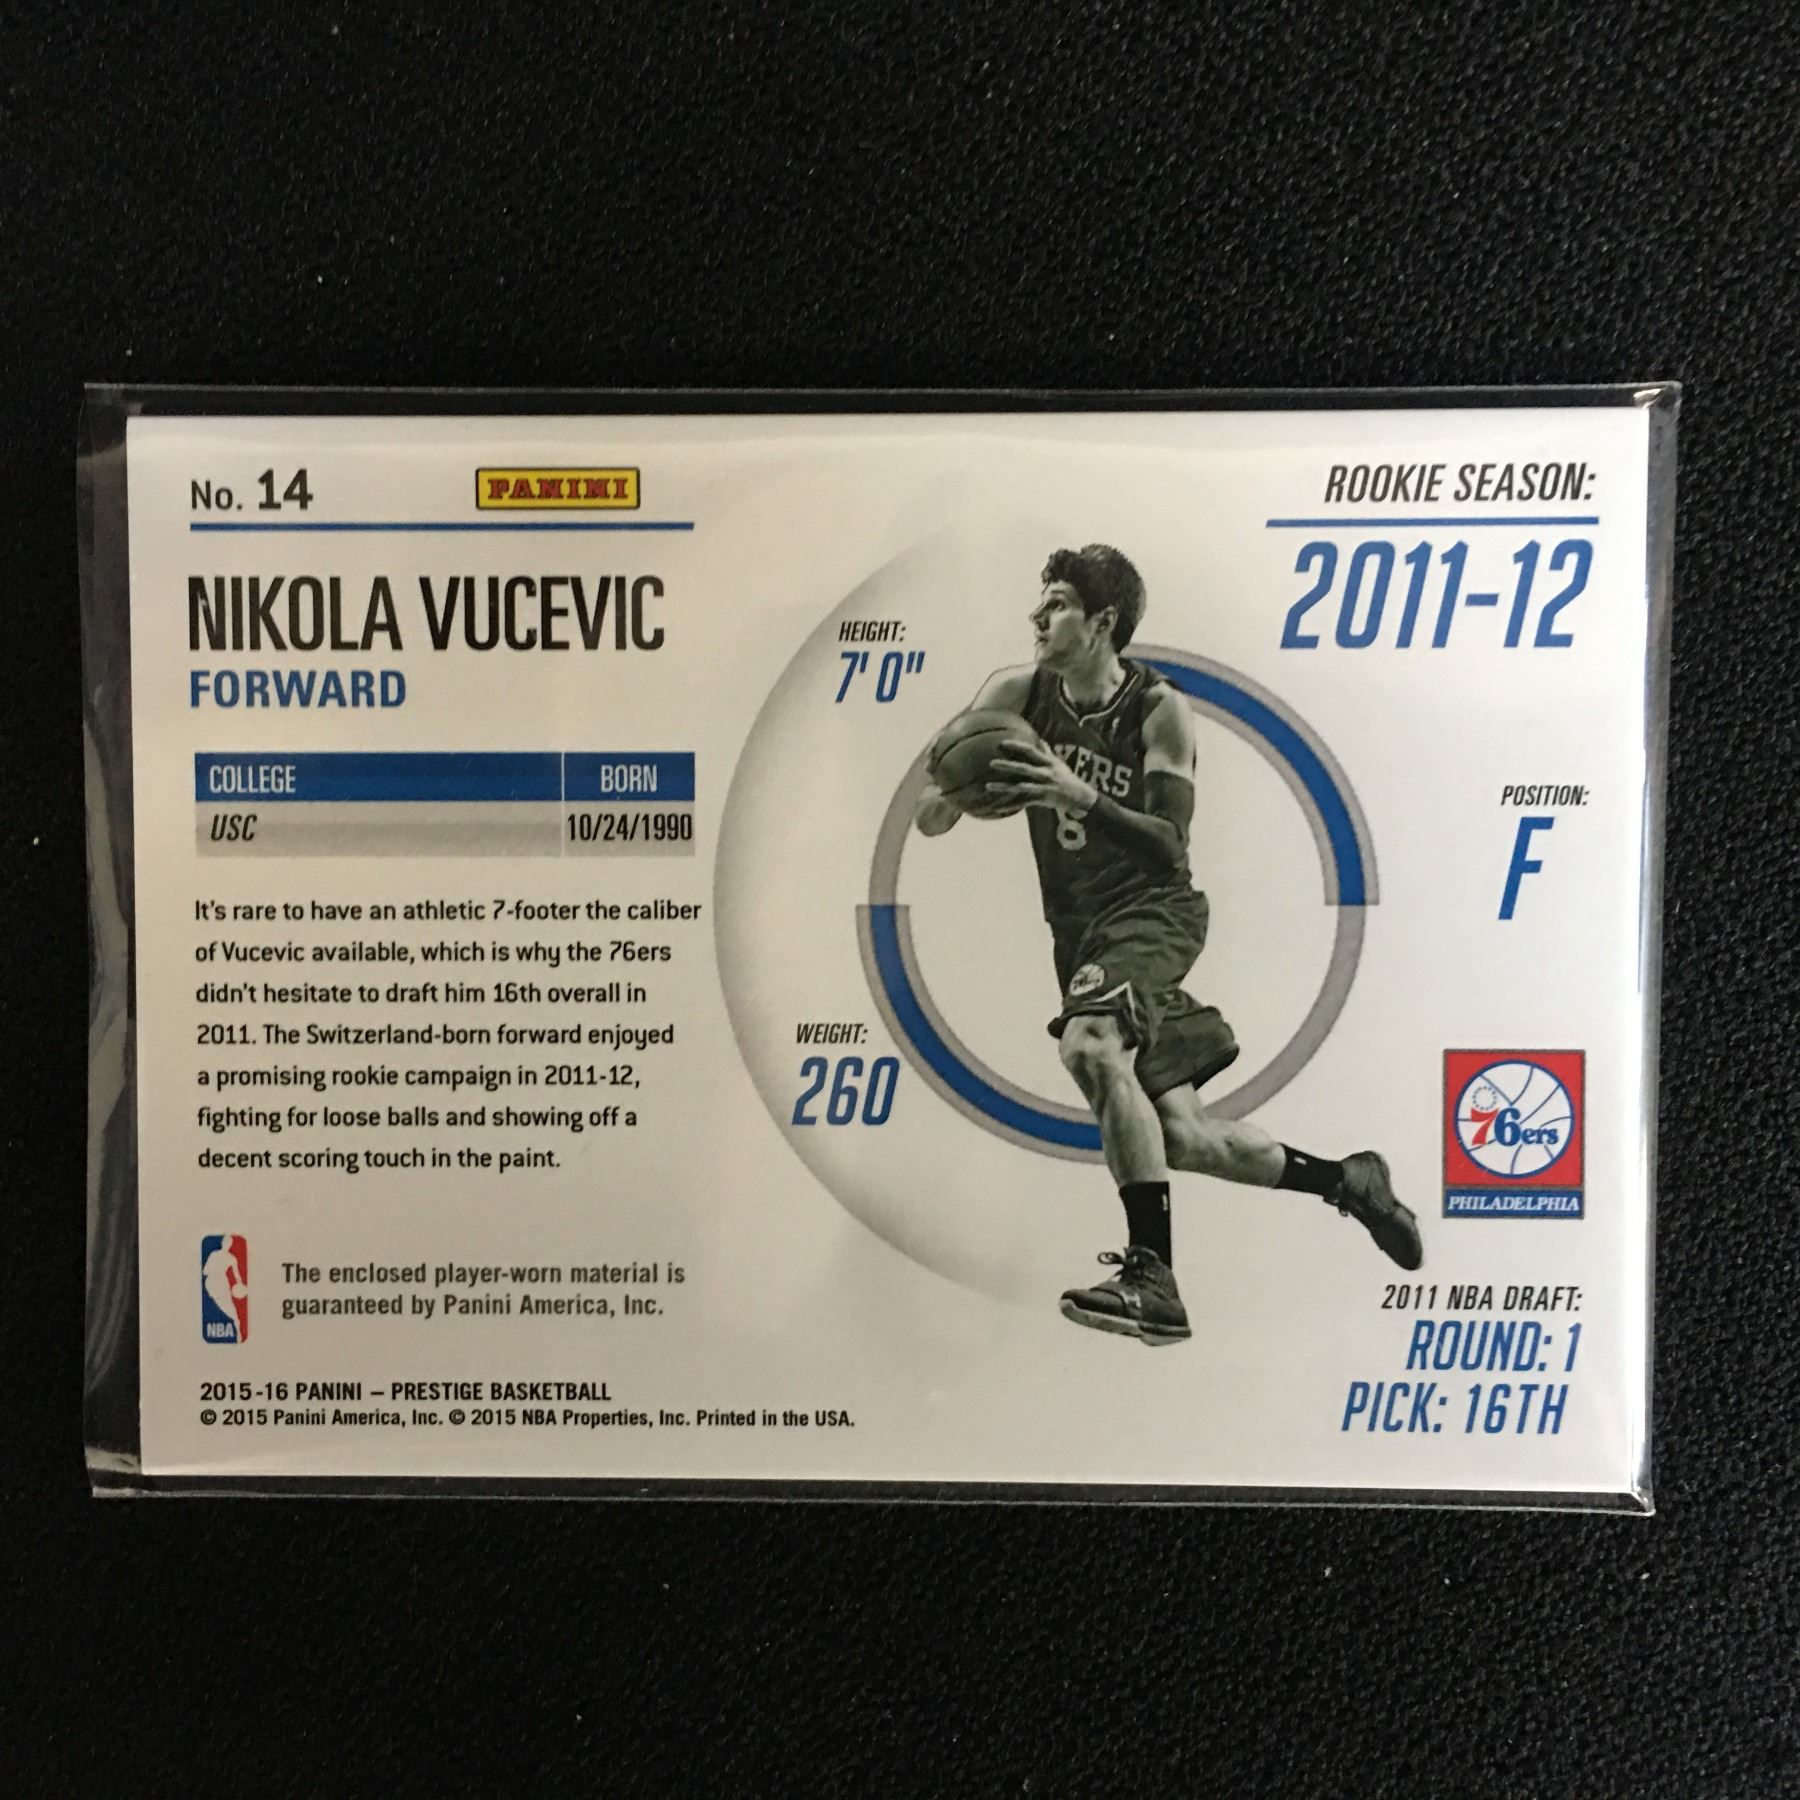 No. 14
PANINI
NIKOLA VUCEVIC
FORWARD
COLLEGE BORN
USC 10/24/1990
It's rare to have an athletic 7-footer the caliber
of Vucevic available, which is why the 76ers
didn't hesitate to draft him 16th overall in
2011. The Switzerland-born forward enjoyed
a promising rookie campaign in 2011-12,
fighting for loose balls and showing off a
decent scoring touch in the paint.
NBA
The enclosed player-worn material is
guaranteed by Panini America, Inc.
2015-16 PANINI – PRESTIGE BASKETBALL
© 2015 Panini America, Inc. © 2015 NBA Properties, Inc. Printed in the USA.
HEIGHT:
7' 0"
WEIGHT:
260
XERS
8
ROOKIE SEASON:
2011-12
POSITION:
F
76ers
PHILADELPHIA
2011 NBA DRAFT:
ROUND: 1
PICK: 16TH